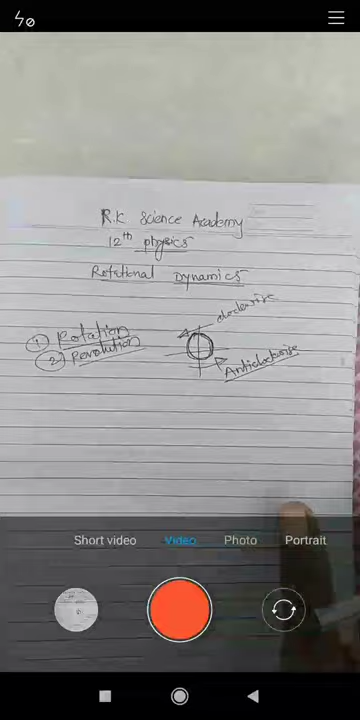 R.K Science Academy
12th physics
Rotational Dynamics
clockwise
① Rotation
② Revolution
Anticlockwise
Short video Video Photo Portrait